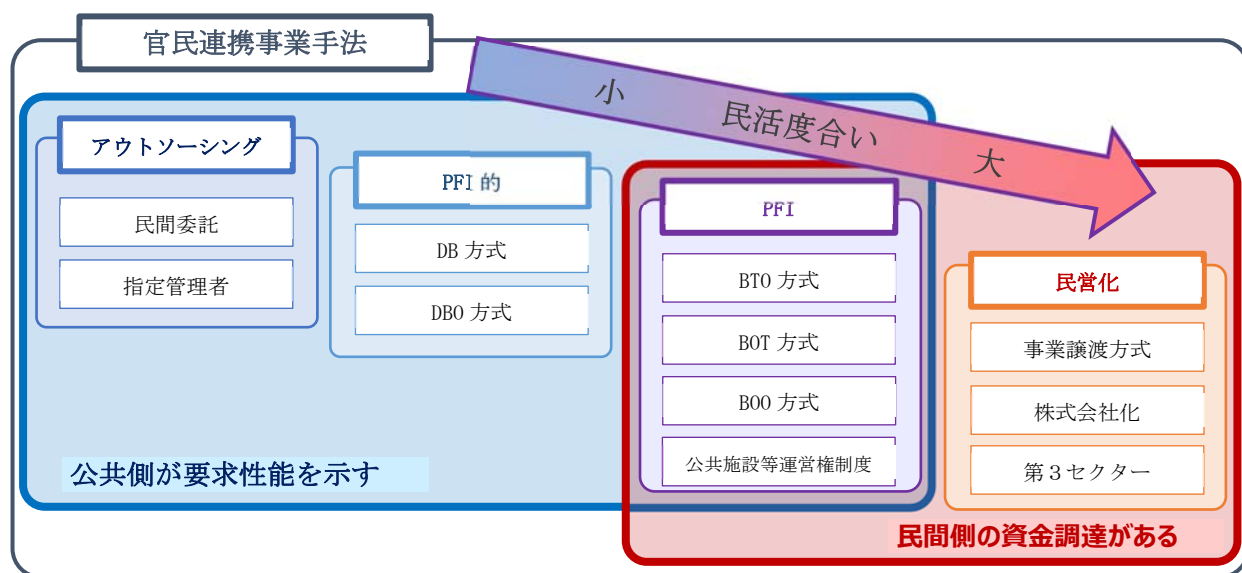 官民連携事業手法
小 民活度合い 大
アウトソーシング
民間委託
指定管理者
PFI 的
DB 方式
DBO 方式
PFI
BTO 方式
BOT 方式
BOO 方式
公共施設等運営権制度
民営化
事業譲渡方式
株式会社化
第３セクター
公共側が要求性能を示す
民間側の資金調達がある